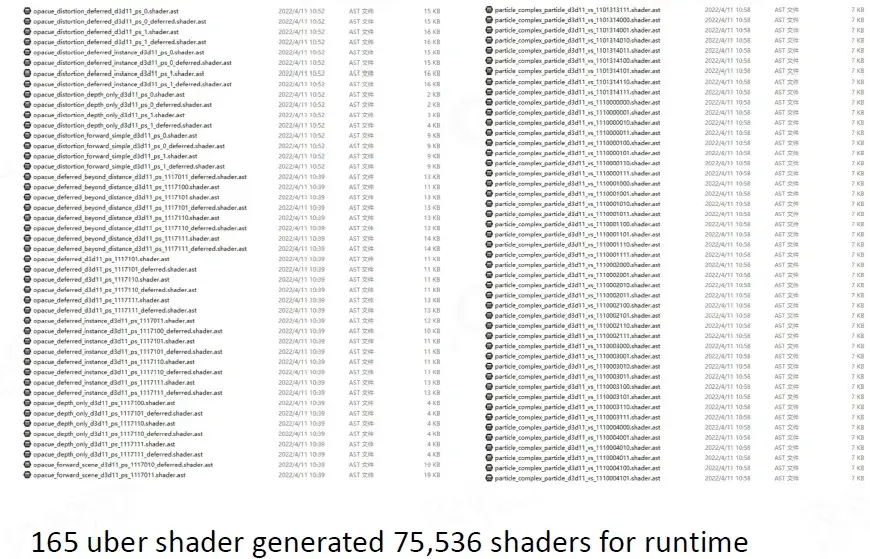 opacue_distortion_deferred_d3d11_ps_0.shader.ast 2022/4/11 10:52 AST 文件 15 KB
opacue_distortion_deferred_d3d11_ps_0_deferred.shader.ast 2022/4/11 10:52 AST 文件 15 KB
opacue_distortion_deferred_d3d11_ps_1.shader.ast 2022/4/11 10:52 AST 文件 16 KB
opacue_distortion_deferred_d3d11_ps_1_deferred.shader.ast 2022/4/11 10:52 AST 文件 15 KB
opacue_distortion_deferred_instance_d3d11_ps_0.shader.ast 2022/4/11 10:52 AST 文件 15 KB
opacue_distortion_deferred_instance_d3d11_ps_0_deferred.shader.ast 2022/4/11 10:52 AST 文件 15 KB
opacue_distortion_deferred_instance_d3d11_ps_1.shader.ast 2022/4/11 10:52 AST 文件 16 KB
opacue_distortion_deferred_instance_d3d11_ps_1_deferred.shader.ast 2022/4/11 10:52 AST 文件 16 KB
opacue_distortion_depth_only_d3d11_ps_0.shader.ast 2022/4/11 10:52 AST 文件 2 KB
opacue_distortion_depth_only_d3d11_ps_0_deferred.shader.ast 2022/4/11 10:52 AST 文件 2 KB
opacue_distortion_depth_only_d3d11_ps_1.shader.ast 2022/4/11 10:52 AST 文件 3 KB
opacue_distortion_depth_only_d3d11_ps_1_deferred.shader.ast 2022/4/11 10:52 AST 文件 4 KB
opacue_distortion_forward_simple_d3d11_ps_0.shader.ast 2022/4/11 10:52 AST 文件 9 KB
opacue_distortion_forward_simple_d3d11_ps_0_deferred.shader.ast 2022/4/11 10:52 AST 文件 9 KB
opacue_distortion_forward_simple_d3d11_ps_1.shader.ast 2022/4/11 10:52 AST 文件 9 KB
opacue_distortion_forward_simple_d3d11_ps_1_deferred.shader.ast 2022/4/11 10:52 AST 文件 9 KB
opacue_deferred_beyond_distance_d3d11_ps_1117011_deferred.shader.ast 2022/4/11 10:39 AST 文件 13 KB
opacue_deferred_beyond_distance_d3d11_ps_1117100.shader.ast 2022/4/11 10:39 AST 文件 11 KB
opacue_deferred_beyond_distance_d3d11_ps_1117101.shader.ast 2022/4/11 10:39 AST 文件 13 KB
opacue_deferred_beyond_distance_d3d11_ps_1117101_deferred.shader.ast 2022/4/11 10:39 AST 文件 13 KB
opacue_deferred_beyond_distance_d3d11_ps_1117110.shader.ast 2022/4/11 10:39 AST 文件 13 KB
opacue_deferred_beyond_distance_d3d11_ps_1117110_deferred.shader.ast 2022/4/11 10:39 AST 文件 13 KB
opacue_deferred_beyond_distance_d3d11_ps_1117111.shader.ast 2022/4/11 10:39 AST 文件 14 KB
opacue_deferred_beyond_distance_d3d11_ps_1117111_deferred.shader.ast 2022/4/11 10:39 AST 文件 14 KB
opacue_deferred_d3d11_ps_1117101.shader.ast 2022/4/11 10:39 AST 文件 11 KB
opacue_deferred_d3d11_ps_1117101_deferred.shader.ast 2022/4/11 10:39 AST 文件 11 KB
opacue_deferred_d3d11_ps_1117110.shader.ast 2022/4/11 10:39 AST 文件 11 KB
opacue_deferred_d3d11_ps_1117110_deferred.shader.ast 2022/4/11 10:39 AST 文件 11 KB
opacue_deferred_d3d11_ps_1117111.shader.ast 2022/4/11 10:39 AST 文件 13 KB
opacue_deferred_d3d11_ps_1117111_deferred.shader.ast 2022/4/11 10:39 AST 文件 13 KB
opacue_deferred_instance_d3d11_ps_1117011.shader.ast 2022/4/11 10:39 AST 文件 12 KB
opacue_deferred_instance_d3d11_ps_1117100_deferred.shader.ast 2022/4/11 10:39 AST 文件 10 KB
opacue_deferred_instance_d3d11_ps_1117101.shader.ast 2022/4/11 10:39 AST 文件 11 KB
opacue_deferred_instance_d3d11_ps_1117101_deferred.shader.ast 2022/4/11 10:39 AST 文件 11 KB
opacue_deferred_instance_d3d11_ps_1117110.shader.ast 2022/4/11 10:39 AST 文件 11 KB
opacue_deferred_instance_d3d11_ps_1117110_deferred.shader.ast 2022/4/11 10:39 AST 文件 11 KB
opacue_deferred_instance_d3d11_ps_1117111.shader.ast 2022/4/11 10:39 AST 文件 13 KB
opacue_deferred_instance_d3d11_ps_1117111_deferred.shader.ast 2022/4/11 10:39 AST 文件 13 KB
opacue_depth_only_d3d11_ps_1117100.shader.ast 2022/4/11 10:39 AST 文件 4 KB
opacue_depth_only_d3d11_ps_1117101_deferred.shader.ast 2022/4/11 10:39 AST 文件 4 KB
opacue_depth_only_d3d11_ps_1117110.shader.ast 2022/4/11 10:39 AST 文件 4 KB
opacue_depth_only_d3d11_ps_1117110_deferred.shader.ast 2022/4/11 10:39 AST 文件 4 KB
opacue_depth_only_d3d11_ps_1117111.shader.ast 2022/4/11 10:39 AST 文件 4 KB
opacue_depth_only_d3d11_ps_1117111_deferred.shader.ast 2022/4/11 10:39 AST 文件 4 KB
opacue_forward_scene_d3d11_ps_1117010_deferred.shader.ast 2022/4/11 10:39 AST 文件 KB
opacue_forward_scene_d3d11_ps_1117011.shader.ast 2022/4/11 10:39 AST 文件 19 KB
particle_complex_particle_d3d11_vs_1101313111.shader.ast 2022/4/11 10:58 AST 文件 7 KB
particle_complex_particle_d3d11_vs_1101314000.shader.ast 2022/4/11 10:58 AST 文件 7 KB
particle_complex_particle_d3d11_vs_1101314001.shader.ast 2022/4/11 10:58 AST 文件 7 KB
particle_complex_particle_d3d11_vs_1101314010.shader.ast 2022/4/11 10:58 AST 文件 7 KB
particle_complex_particle_d3d11_vs_1101314011.shader.ast 2022/4/11 10:58 AST 文件 7 KB
particle_complex_particle_d3d11_vs_1101314100.shader.ast 2022/4/11 10:58 AST 文件 7 KB
particle_complex_particle_d3d11_vs_1101314101.shader.ast 2022/4/11 10:58 AST 文件 7 KB
particle_complex_particle_d3d11_vs_1101314110.shader.ast 2022/4/11 10:58 AST 文件 7 KB
particle_complex_particle_d3d11_vs_1101314111.shader.ast 2022/4/11 10:58 AST 文件 7 KB
particle_complex_particle_d3d11_vs_1110000000.shader.ast 2022/4/11 10:58 AST 文件 7 KB
particle_complex_particle_d3d11_vs_1110000001.shader.ast 2022/4/11 10:58 AST 文件 7 KB
particle_complex_particle_d3d11_vs_1110000010.shader.ast 2022/4/11 10:58 AST 文件 7 KB
particle_complex_particle_d3d11_vs_1110000011.shader.ast 2022/4/11 10:58 AST 文件 7 KB
particle_complex_particle_d3d11_vs_1110000100.shader.ast 2022/4/11 10:58 AST 文件 7 KB
particle_complex_particle_d3d11_vs_1110000101.shader.ast 2022/4/11 10:58 AST 文件 7 KB
particle_complex_particle_d3d11_vs_1110000110.shader.ast 2022/4/11 10:58 AST 文件 7 KB
particle_complex_particle_d3d11_vs_1110000111.shader.ast 2022/4/11 10:58 AST 文件 7 KB
particle_complex_particle_d3d11_vs_1110001000.shader.ast 2022/4/11 10:58 AST 文件 7 KB
particle_complex_particle_d3d11_vs_1110001001.shader.ast 2022/4/11 10:58 AST 文件 7 KB
particle_complex_particle_d3d11_vs_1110001010.shader.ast 2022/4/11 10:58 AST 文件 7 KB
particle_complex_particle_d3d11_vs_1110001011.shader.ast 2022/4/11 10:58 AST 文件 7 KB
particle_complex_particle_d3d11_vs_1110001100.shader.ast 2022/4/11 10:58 AST 文件 7 KB
particle_complex_particle_d3d11_vs_1110001101.shader.ast 2022/4/11 10:58 AST 文件 7 KB
particle_complex_particle_d3d11_vs_1110001110.shader.ast 2022/4/11 10:58 AST 文件 7 KB
particle_complex_particle_d3d11_vs_1110001111.shader.ast 2022/4/11 10:58 AST 文件 7 KB
particle_complex_particle_d3d11_vs_1110002000.shader.ast 2022/4/11 10:58 AST 文件 7 KB
particle_complex_particle_d3d11_vs_1110002001.shader.ast 2022/4/11 10:58 AST 文件 7 KB
particle_complex_particle_d3d11_vs_1110002010.shader.ast 2022/4/11 10:58 AST 文件 7 KB
particle_complex_particle_d3d11_vs_1110002011.shader.ast 2022/4/11 10:58 AST 文件 7 KB
particle_complex_particle_d3d11_vs_1110002100.shader.ast 2022/4/11 10:58 AST 文件 7 KB
particle_complex_particle_d3d11_vs_1110002101.shader.ast 2022/4/11 10:58 AST 文件 7 KB
particle_complex_particle_d3d11_vs_1110002110.shader.ast 2022/4/11 10:58 AST 文件 7 KB
particle_complex_particle_d3d11_vs_1110002111.shader.ast 2022/4/11 10:58 AST 文件 7 KB
particle_complex_particle_d3d11_vs_1110003000.shader.ast 2022/4/11 10:58 AST 文件 7 KB
particle_complex_particle_d3d11_vs_1110003001.shader.ast 2022/4/11 10:58 AST 文件 7 KB
particle_complex_particle_d3d11_vs_1110003010.shader.ast 2022/4/11 10:58 AST 文件 7 KB
particle_complex_particle_d3d11_vs_1110003011.shader.ast 2022/4/11 10:58 AST 文件 7 KB
particle_complex_particle_d3d11_vs_1110003100.shader.ast 2022/4/11 10:58 AST 文件 7 KB
particle_complex_particle_d3d11_vs_1110003101.shader.ast 2022/4/11 10:58 AST 文件 7 KB
particle_complex_particle_d3d11_vs_1110003110.shader.ast 2022/4/11 10:58 AST 文件 7 KB
particle_complex_particle_d3d11_vs_1110003111.shader.ast 2022/4/11 10:58 AST 文件 7 KB
particle_complex_particle_d3d11_vs_1110004000.shader.ast 2022/4/11 10:58 AST 文件 7 KB
particle_complex_particle_d3d11_vs_1110004001.shader.ast 2022/4/11 10:58 AST 文件 7 KB
particle_complex_particle_d3d11_vs_1110004010.shader.ast 2022/4/11 10:58 AST 文件 7 KB
particle_complex_particle_d3d11_vs_1110004011.shader.ast 2022/4/11 10:58 AST 文件 7 KB
particle_complex_particle_d3d11_vs_1110004100.shader.ast 2022/4/11 10:58 AST 文件 7 KB
particle_complex_particle_d3d11_vs_1110004101.shader.ast 2022/4/11 10:58 AST 文件 7 KB
165 uber shader generated 75,536 shaders for runtime